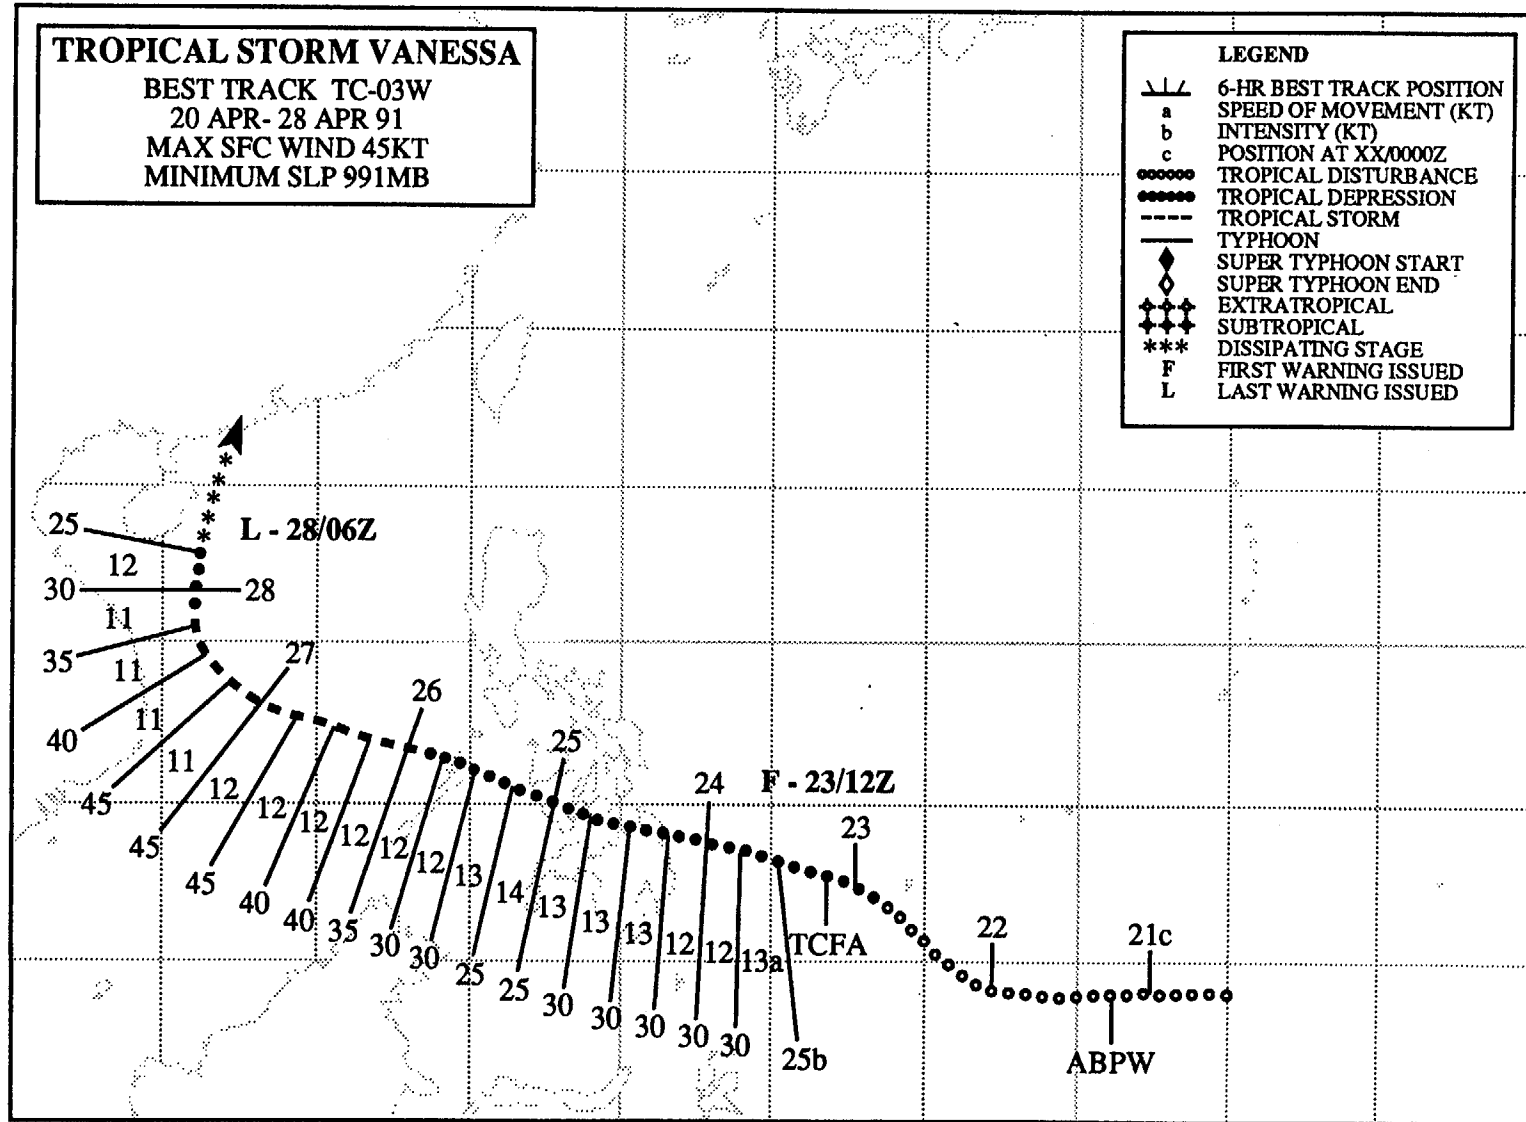 TROPICAL STORM VANESSA
BEST TRACK TC-03W
20 APR- 28 APR 91
MAX SFC WIND 45KT
MINIMUM SLP 991MB
LEGEND
6-HR BEST TRACK POSITION
a SPEED OF MOVEMENT (KT)
b INTENSITY (KT)
c POSITION AT XX/0000Z
TROPICAL DISTURBANCE
TROPICAL DEPRESSION
TROPICAL STORM
TYPHOON
SUPER TYPHOON START
SUPER TYPHOON END
EXTRATROPICAL
SUBTROPICAL
*** DISSIPATING STAGE
F FIRST WARNING ISSUED
L LAST WARNING ISSUED
L - 28/06Z
25
12
30
28
11
35
11
27
40
11
26
45
11
25
45
12
24
F - 23/12Z
23
45
12
40
12
40
12
35
12
30
12
30
13
25
14
25
13
30
13
30
13
30
12
30
12
30
13a
25b
TCFA
22
21c
ABPW